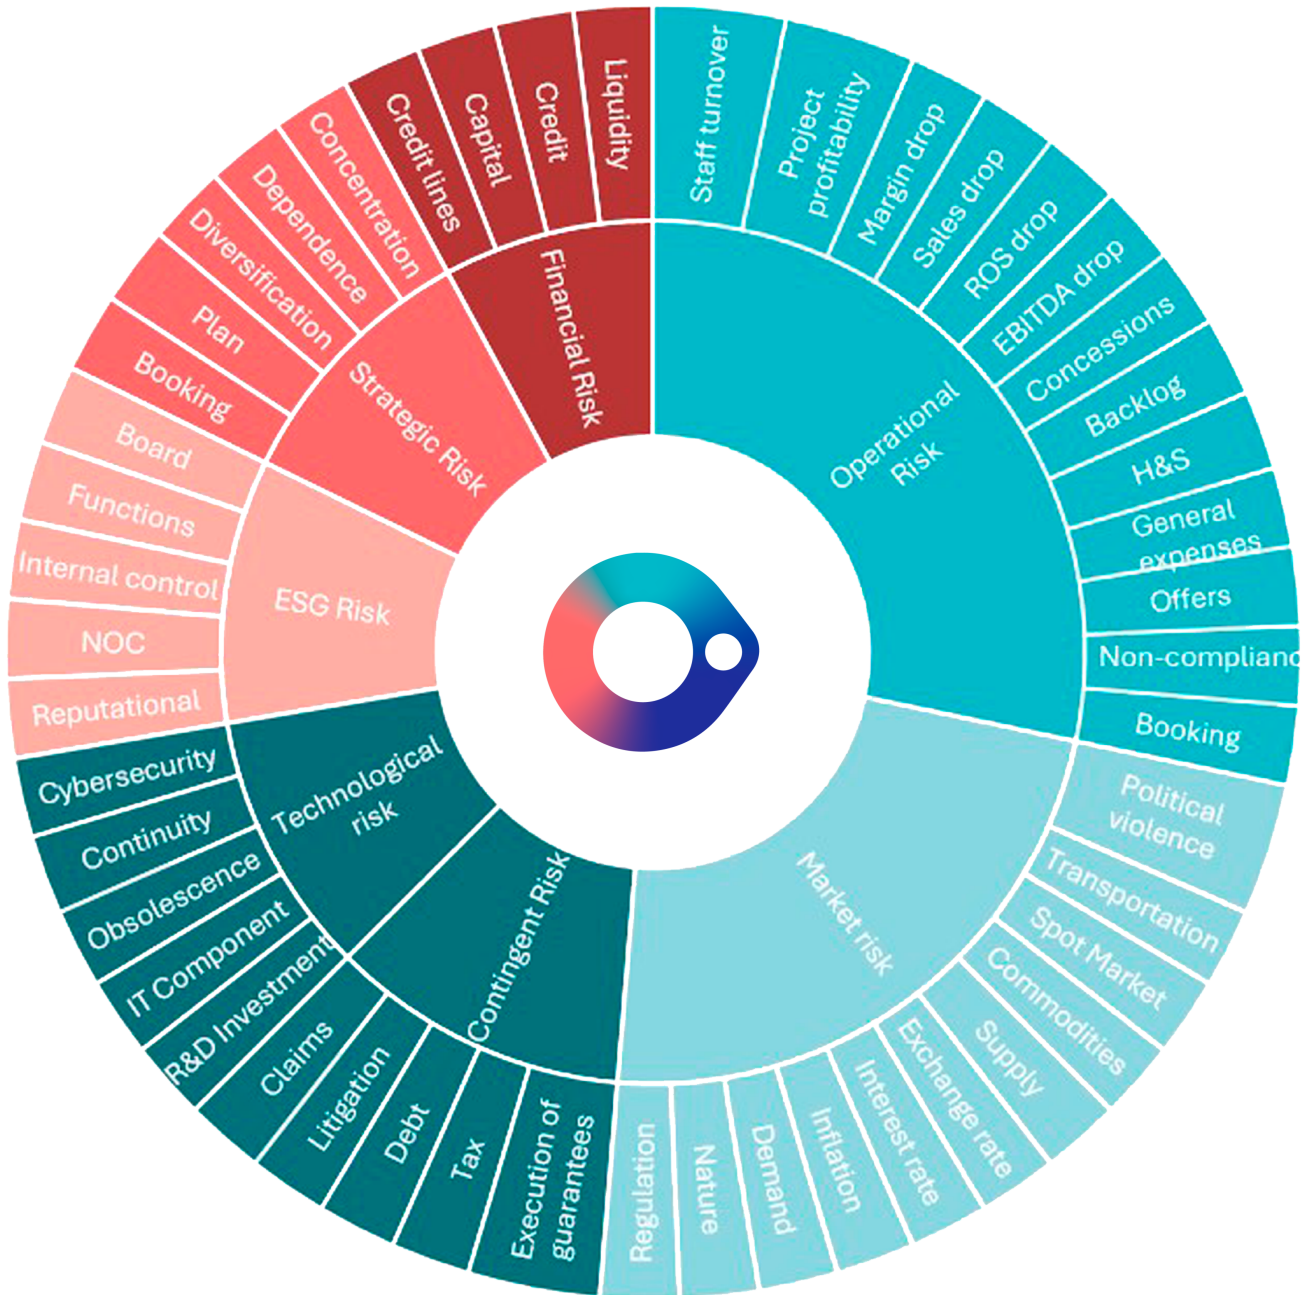 Operational
Risk
Staff turnover
Project
profitability
Margin drop
Sales drop
ROS drop
EBITDA drop
Concessions
Backlog
H&S
General
expenses
Offers
Non-complianc
Booking
Market risk
Political
violence
Transportation
Spot Market
Commodities
Supply
Exchange rate
Interest rate
Inflation
Demand
Nature
Regulation
Contingent Risk
Execution of
guarantees
Tax
Debt
Litigation
Claims
Technological
risk
R&D Investment
IT Component
Obsolescence
Continuity
Cybersecurity
ESG Risk
Reputational
NOC
Internal control
Functions
Board
Strategic Risk
Booking
Plan
Diversification
Dependence
Concentration
Financial Risk
Credit lines
Capital
Credit
Liquidity